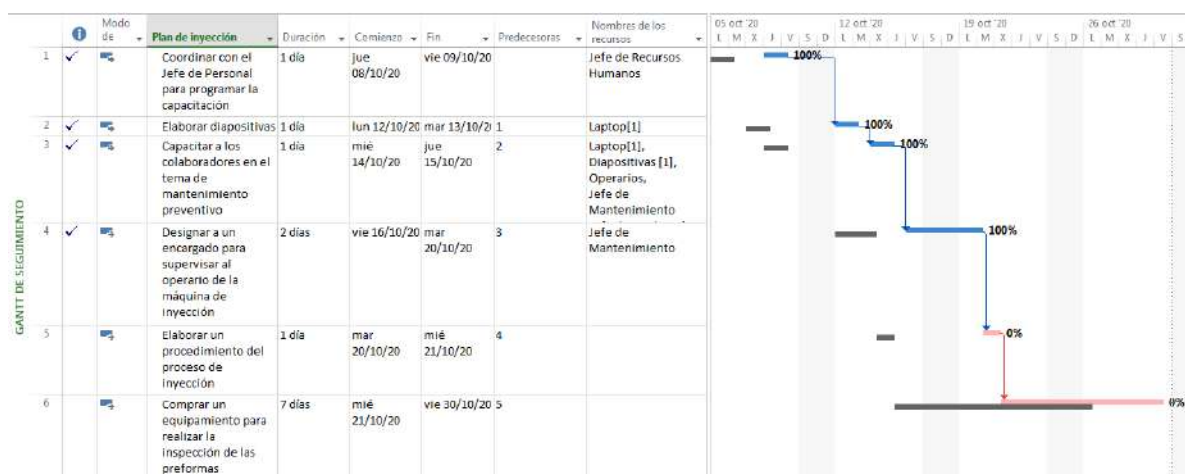 Modo de
Plan de inyección
Duración
Comienzo
Fin
Predecesoras
Nombres de los recursos
05 oct '20
12 oct '20
19 oct '20
26 oct '20
L M X J V S D L M X J V S D L M X J V S D L M X J V S
GANTT DE SEGUIMIENTO
1
Coordinar con el
Jefe de Personal
para programar la
capacitación
1 día
jue
08/10/20
vie 09/10/20
Jefe de Recursos
Humanos
100%
2
Elaborar diapositivas
1 día
lun 12/10/20
mar 13/10/2
1
Laptop[1]
100%
3
Capacitar a los
colaboradores en el
tema de
mantenimiento
preventivo
1 día
mié
14/10/20
jue
15/10/20
2
Laptop[1],
Diapositivas [1],
Operarios,
Jefe de
Mantenimiento
100%
4
Designar a un
encargado para
supervisar al
operario de la
máquina de
inyección
2 días
vie 16/10/20
mar
20/10/20
3
Jefe de
Mantenimiento
100%
5
Elaborar un
procedimiento del
proceso de
inyección
1 día
mar
20/10/20
mié
21/10/20
4
0%
6
Comprar un
equipamiento para
realizar la
inspección de las
preformas
7 días
mié
21/10/20
vie 30/10/20
5
0%